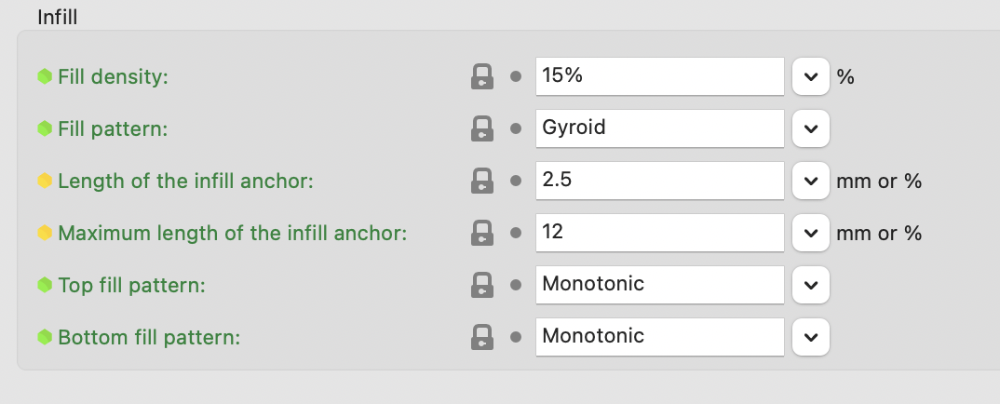 Infill
Fill density: 15% %
Fill pattern: Gyroid
Length of the infill anchor: 2.5 mm or %
Maximum length of the infill anchor: 12 mm or %
Top fill pattern: Monotonic
Bottom fill pattern: Monotonic